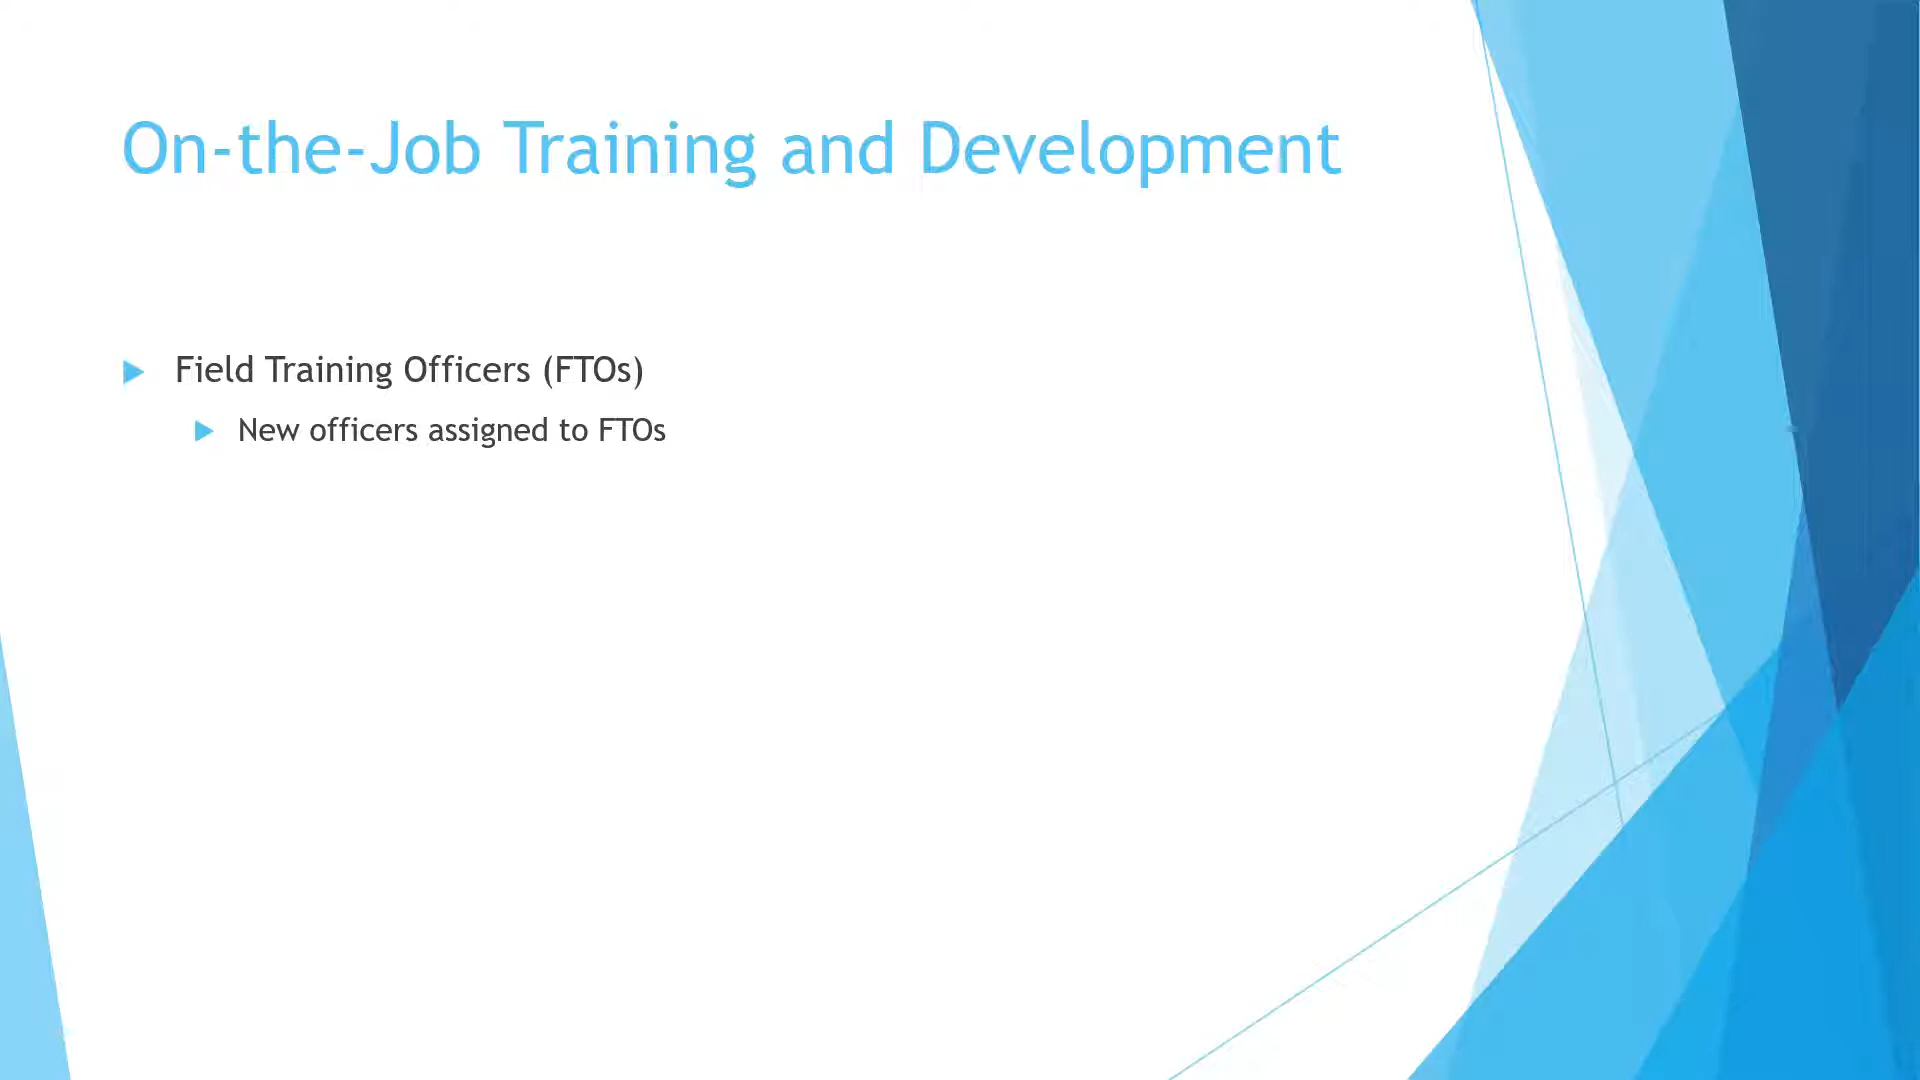 On-the-Job Training and Development
Field Training Officers (FTOs)
New officers assigned to FTOs